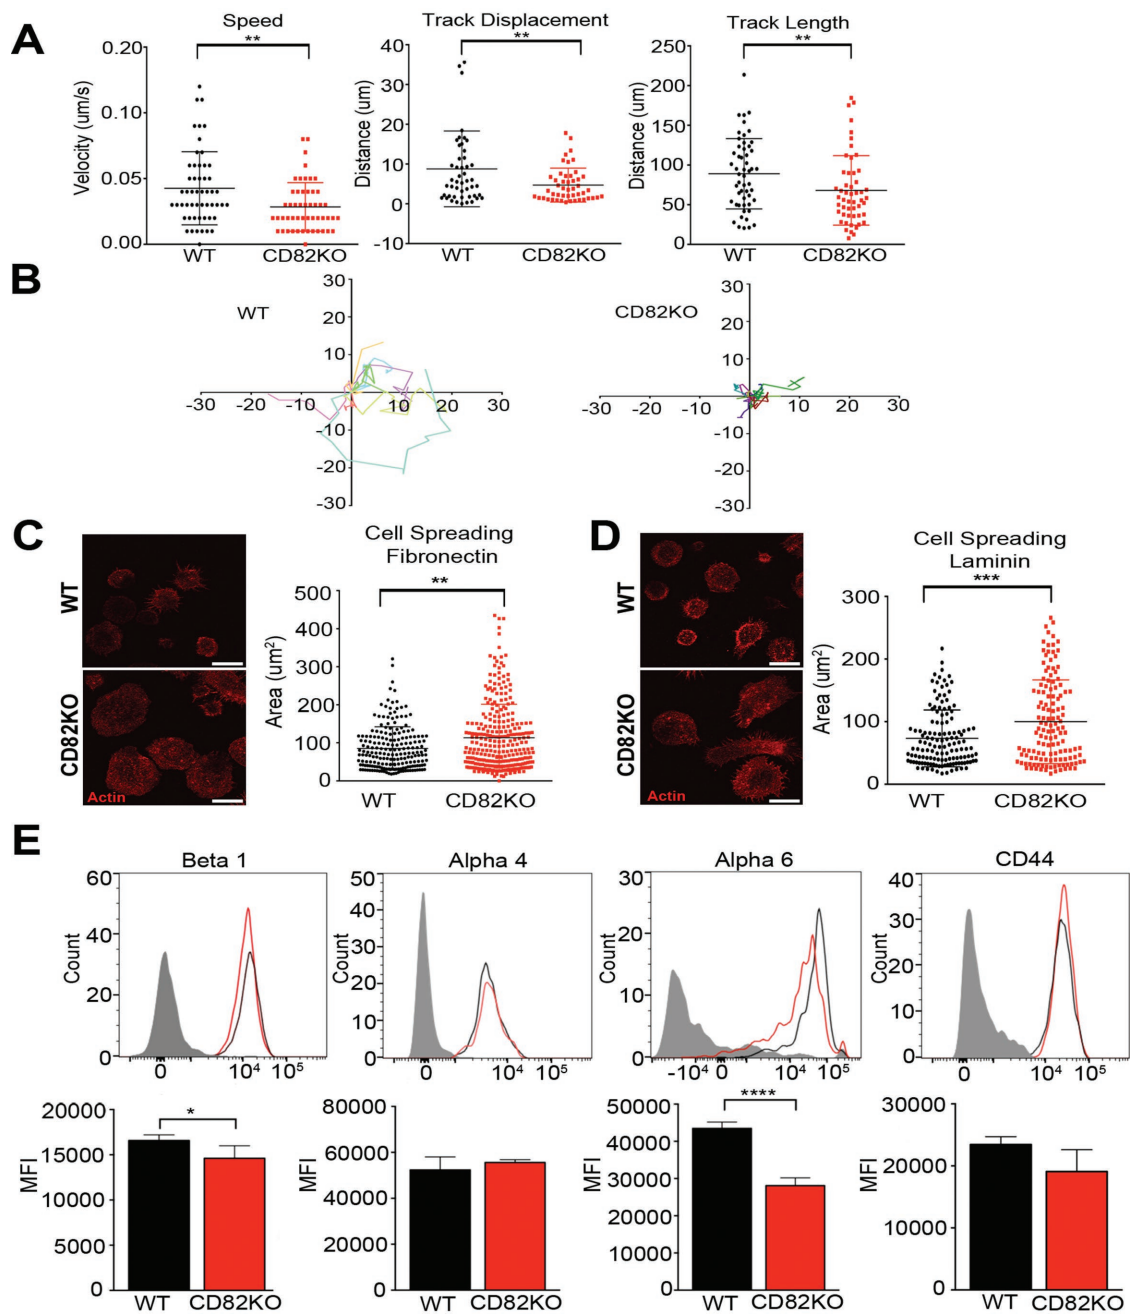 A
Speed
Track Displacement
Track Length
**
**
**
Velocity (um/s)
0.20
0.10
0.05
0.00
WT
CD82KO
Distance (um)
40
30
20
10
0
-10
WT
CD82KO
Distance (um)
250
200
150
100
50
0
WT
CD82KO
B
WT
30
20
10
-10
-20
-30
-30
-20
-10
10
20
30
CD82KO
30
20
10
-10
-20
-30
-30
-20
-10
10
20
30
C
WT
CD82KO
Actin
Cell Spreading
Fibronectin
**
Area (um²)
500
400
300
200
100
0
WT
CD82KO
D
WT
CD82KO
Actin
Cell Spreading
Laminin
***
Area (um²)
300
200
100
0
WT
CD82KO
E
Beta 1
Alpha 4
Alpha 6
CD44
Count
60
40
20
0
0
10⁴
10⁵
Count
50
40
30
20
10
0
0
10⁴
10⁵
Count
30
20
10
0
-10⁴
0
10⁴
10⁵
Count
40
30
20
10
0
0
10⁴
10⁵
MFI
20000
15000
10000
5000
0
*
WT
CD82KO
MFI
80000
60000
40000
20000
0
WT
CD82KO
MFI
50000
40000
30000
20000
10000
0
****
WT
CD82KO
MFI
30000
20000
10000
0
WT
CD82KO